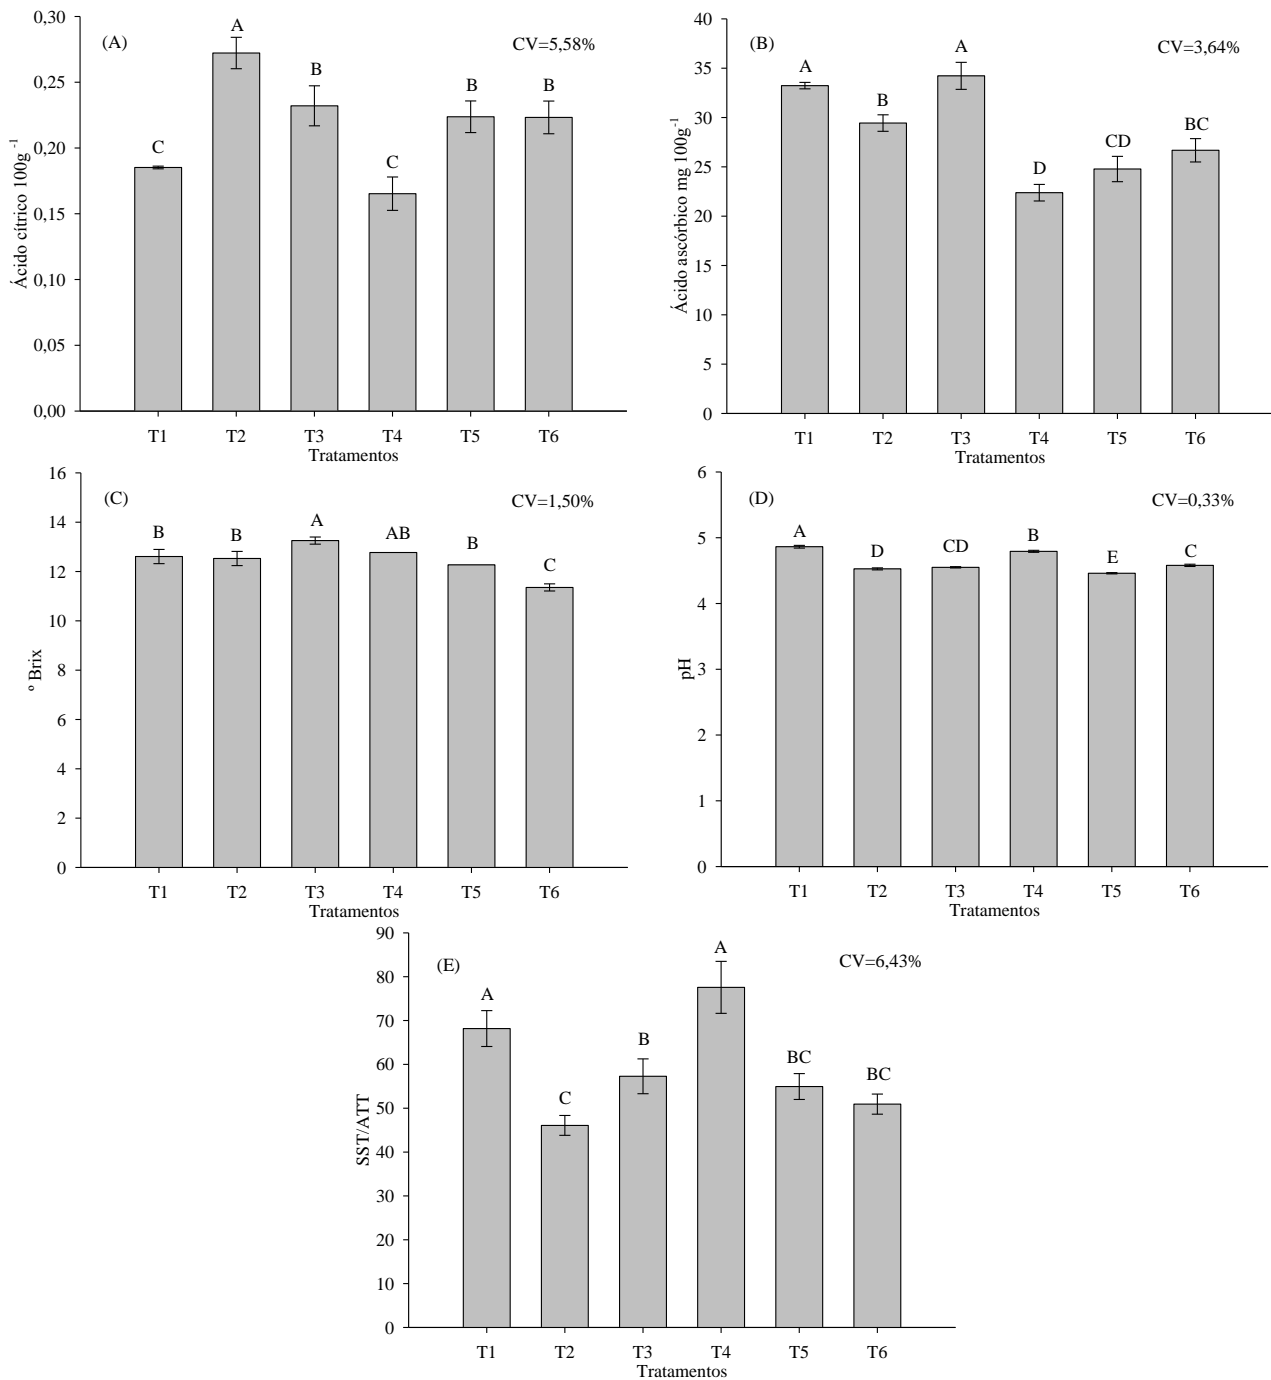 (A)
CV=5,58%
Ácido cítrico 100g⁻¹
0,30
0,25
0,20
0,15
0,10
0,05
0,00
C
A
B
C
B
B
T1 T2 T3 T4 T5 T6
Tratamentos
(B)
CV=3,64%
Ácido ascórbico mg 100g⁻¹
40
35
30
25
20
15
10
5
0
A
B
A
D
CD
BC
T1 T2 T3 T4 T5 T6
Tratamentos
(C)
CV=1,50%
º Brix
16
14
12
10
8
6
4
2
0
B
B
A
AB
B
C
T1 T2 T3 T4 T5 T6
Tratamentos
(D)
CV=0,33%
pH
6
5
4
3
2
1
0
A
D
CD
B
E
C
T1 T2 T3 T4 T5 T6
Tratamentos
(E)
CV=6,43%
SST/ATT
90
80
70
60
50
40
30
20
10
0
A
C
B
A
BC
BC
T1 T2 T3 T4 T5 T6
Tratamentos